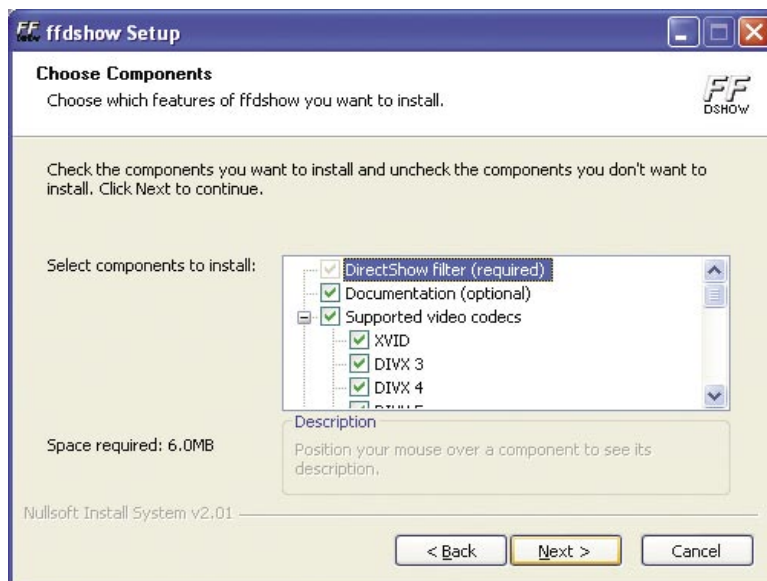 ffdshow Setup
Choose Components
Choose which features of ffdshow you want to install.
FF
DSHOW
Check the components you want to install and uncheck the components you don't want to
install. Click Next to continue.
Select components to install:
DirectShow filter (required)
Documentation (optional)
Supported video codecs
XVID
DIVX 3
DIVX 4
Space required: 6.0MB
Description
Position your mouse over a component to see its
description.
Nullsoft Install System v2.01
< Back
Next >
Cancel